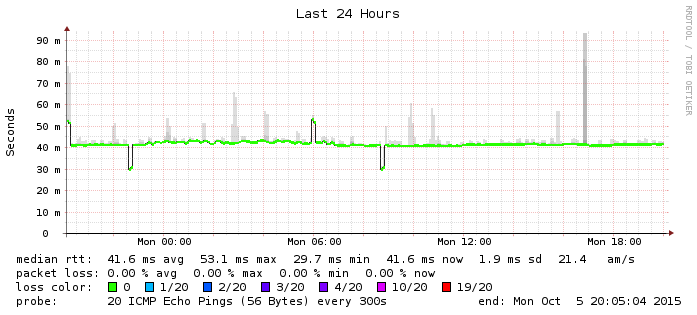 Last 24 Hours
RRDTOOL / TOBI OETIKER
Seconds
90 m
80 m
70 m
60 m
50 m
40 m
30 m
20 m
10 m
0
Mon 00:00 Mon 06:00 Mon 12:00 Mon 18:00
median rtt: 41.6 ms avg 53.1 ms max 29.7 ms min 41.6 ms now 1.9 ms sd 21.4 am/s
packet loss: 0.00 % avg 0.00 % max 0.00 % min 0.00 % now
loss color: 0 1/20 2/20 3/20 4/20 10/20 19/20
probe: 20 ICMP Echo Pings (56 Bytes) every 300s end: Mon Oct 5 20:05:04 2015